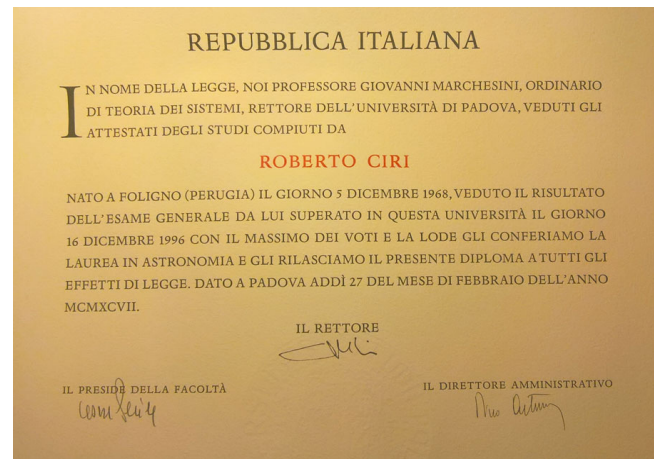 REPUBBLICA ITALIANA
IN NOME DELLA LEGGE, NOI PROFESSORE GIOVANNI MARCHESINI, ORDINARIO
DI TEORIA DEI SISTEMI, RETTORE DELL'UNIVERSITÀ DI PADOVA, VEDUTI GLI
ATTESTATI DEGLI STUDI COMPIUTI DA
ROBERTO CIRI
NATO A FOLIGNO (PERUGIA) IL GIORNO 5 DICEMBRE 1968, VEDUTO IL RISULTATO
DELL'ESAME GENERALE DA LUI SUPERATO IN QUESTA UNIVERSITÀ IL GIORNO
16 DICEMBRE 1996 CON IL MASSIMO DEI VOTI E LA LODE GLI CONFERIAMO LA
LAUREA IN ASTRONOMIA E GLI RILASCIAMO IL PRESENTE DIPLOMA A TUTTI GLI
EFFETTI DI LEGGE. DATO A PADOVA ADDÌ 27 DEL MESE DI FEBBRAIO DELL'ANNO
MCMXCVII.
IL RETTORE
IL PRESIDE DELLA FACOLTÀ
IL DIRETTORE AMMINISTRATIVO